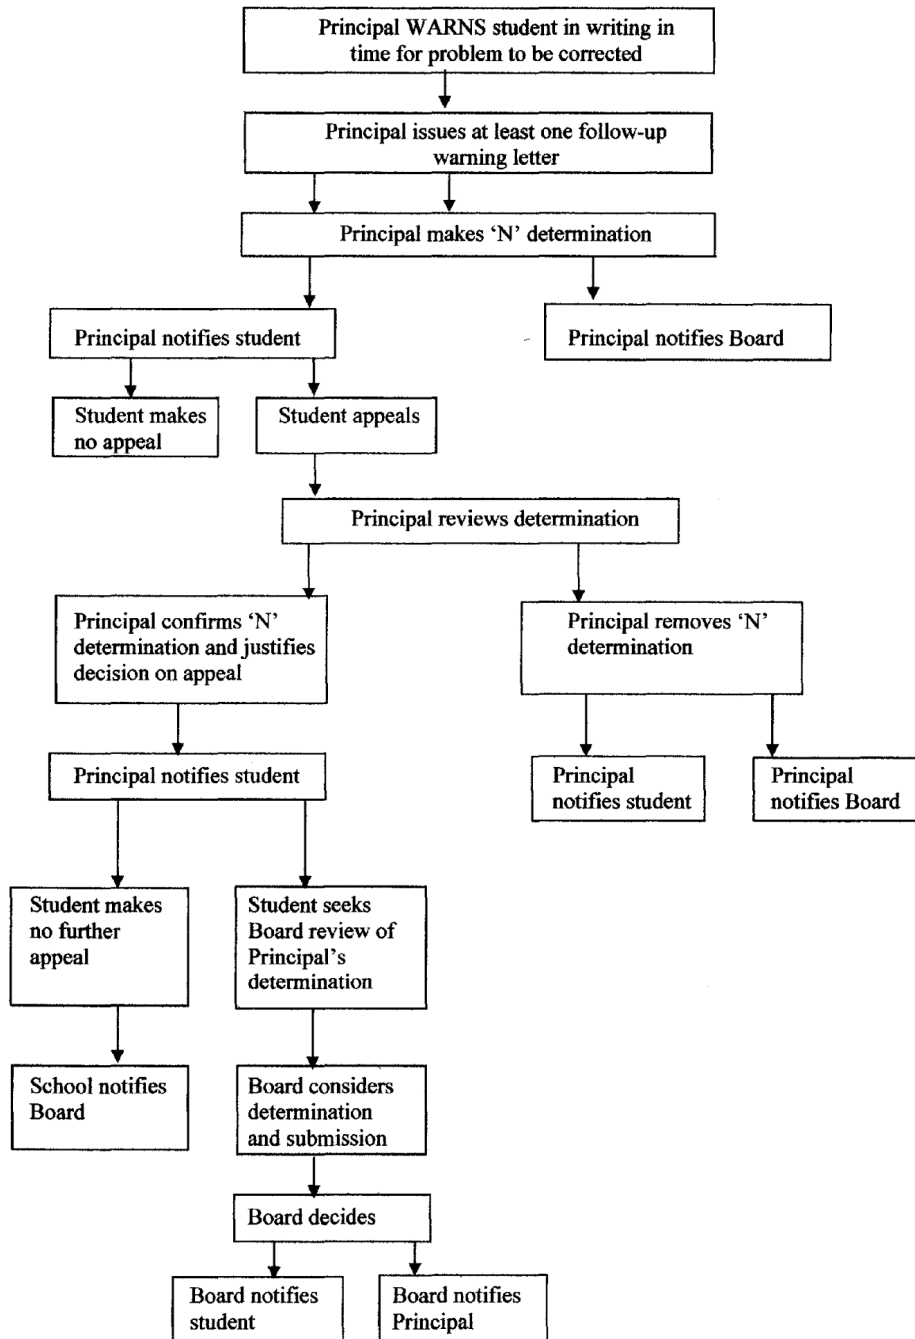 Principal WARNS student in writing in
time for problem to be corrected
Principal issues at least one follow-up
warning letter
Principal makes ‘N’ determination
Principal notifies student
Principal notifies Board
Student makes
no appeal
Student appeals
Principal reviews determination
Principal confirms ‘N’
determination and justifies
decision on appeal
Principal removes ‘N’
determination
Principal notifies student
Principal
notifies student
Principal
notifies Board
Student makes
no further
appeal
Student seeks
Board review of
Principal’s
determination
School notifies
Board
Board considers
determination
and submission
Board decides
Board notifies
student
Board notifies
Principal